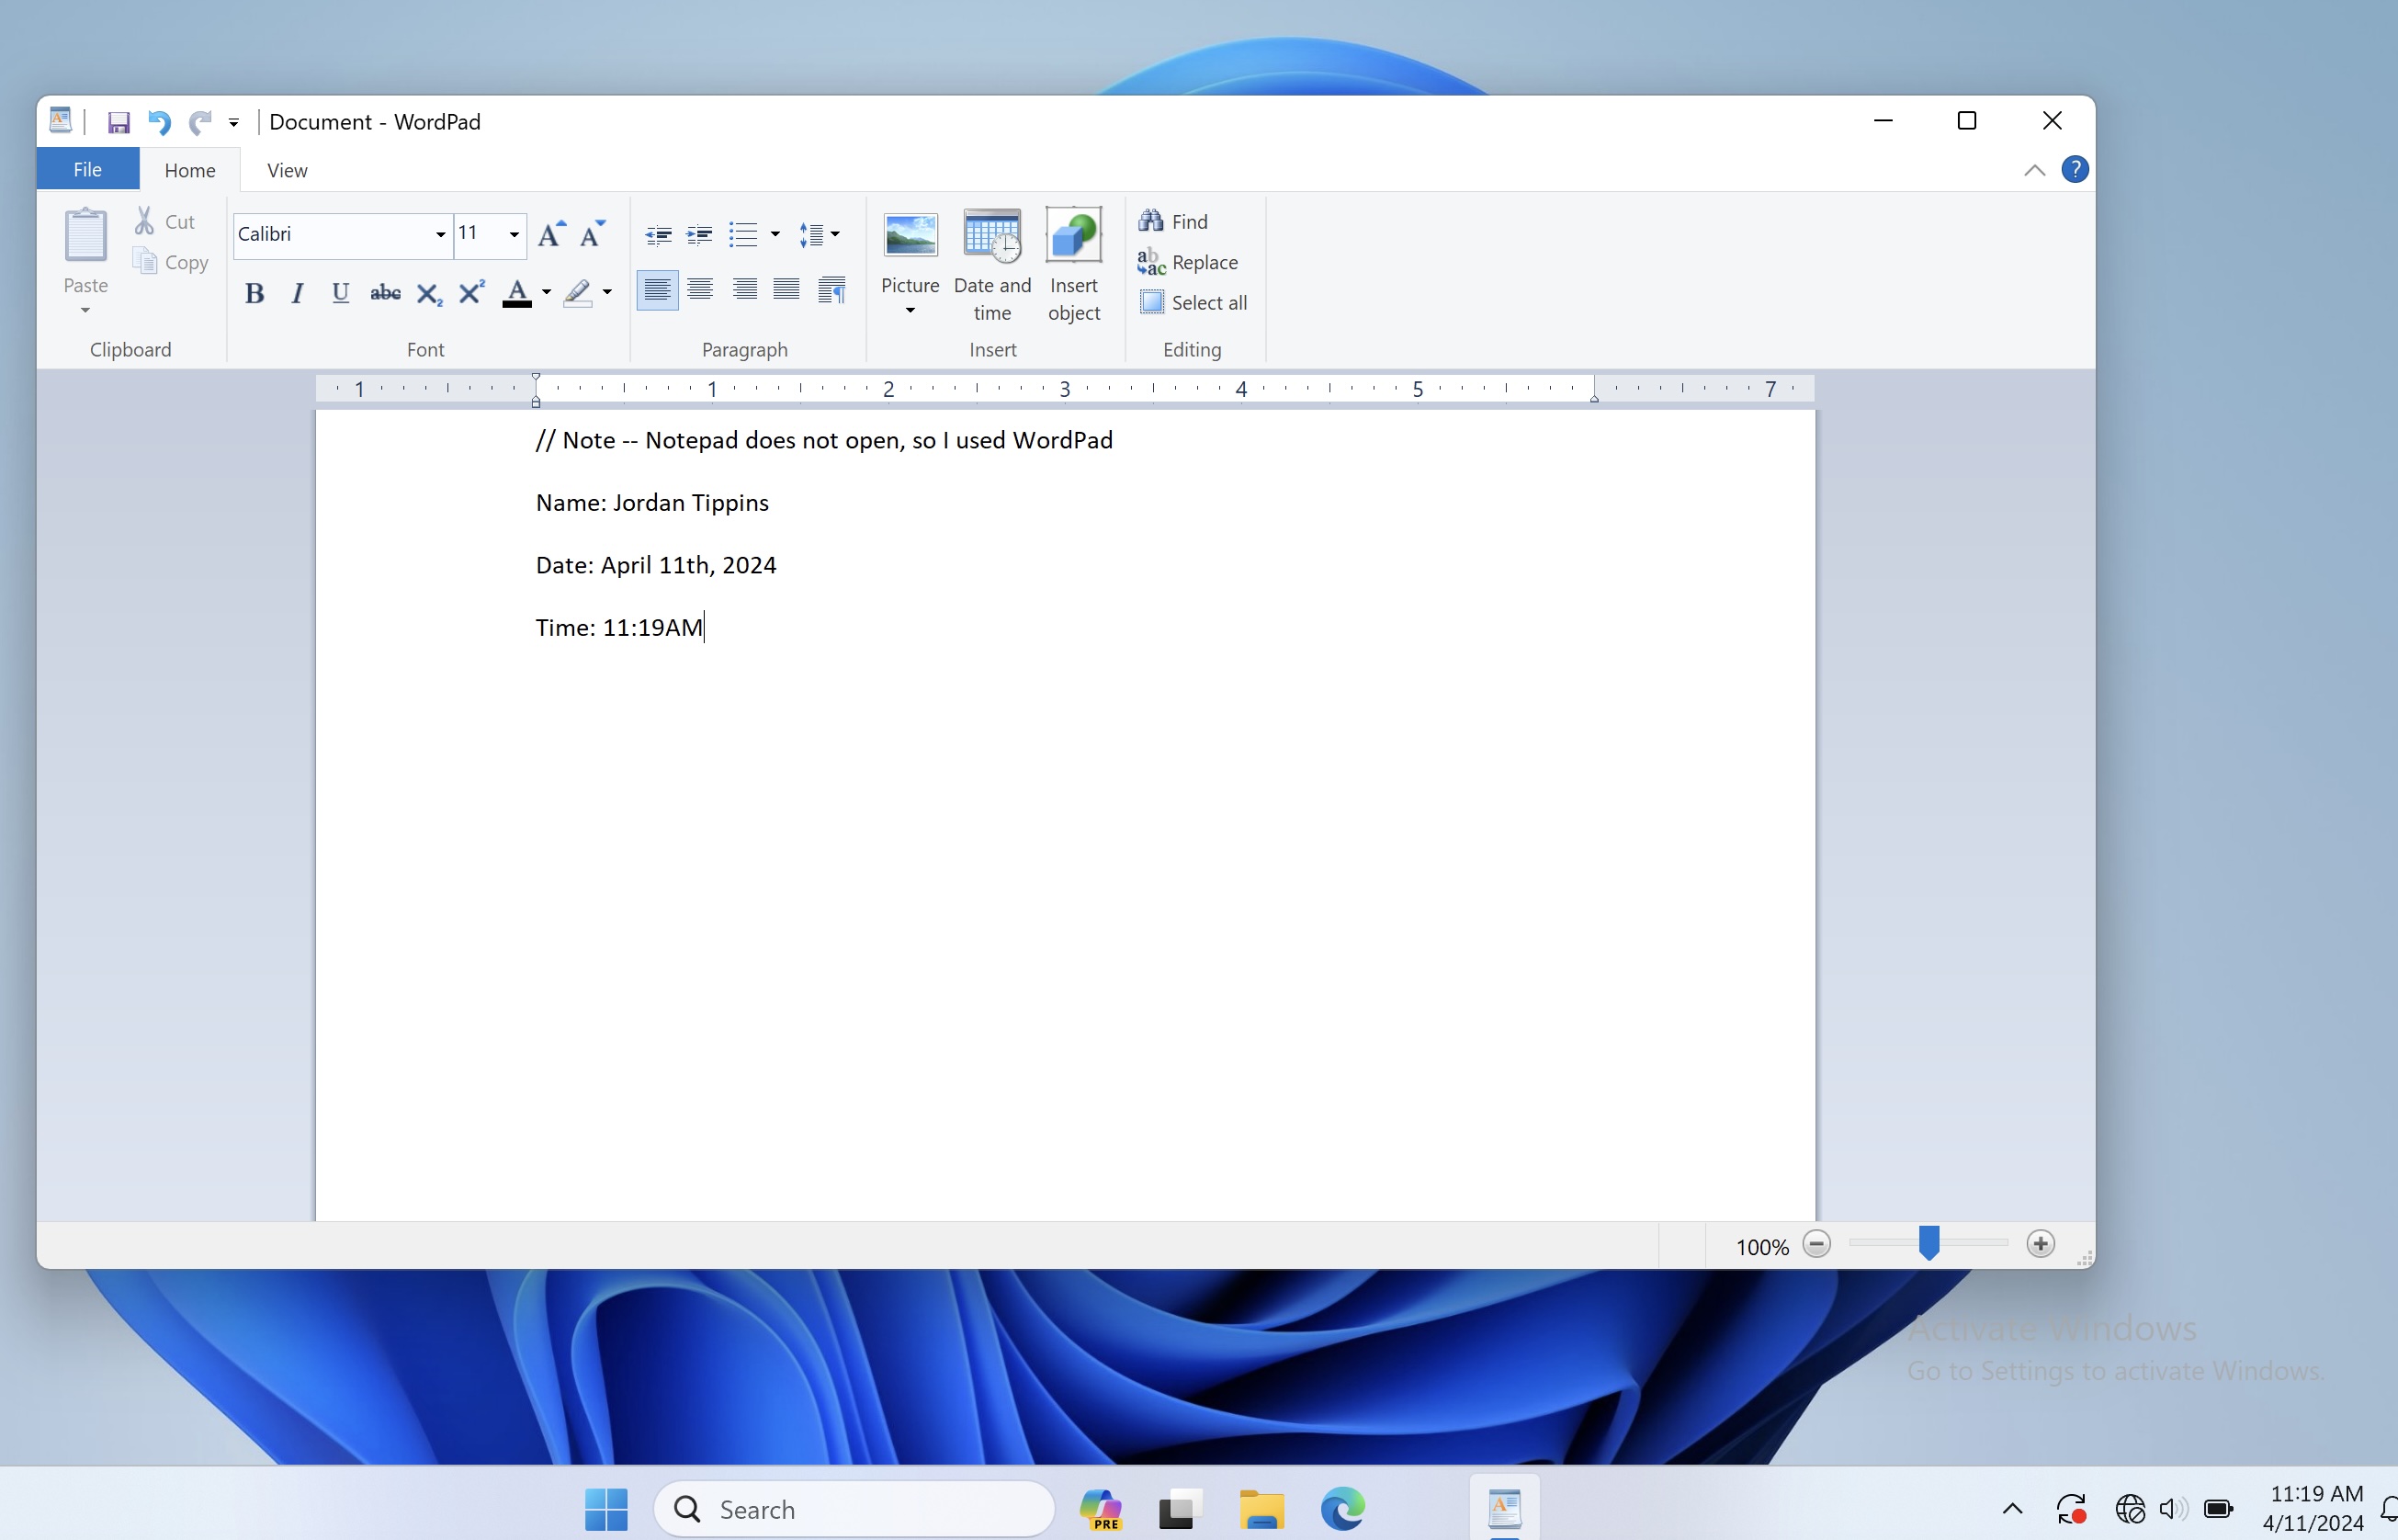 Document - WordPad
File Home View
Paste
Cut
Copy
Clipboard
Calibri 11
Font
Paragraph
Picture
Date and time
Insert object
Insert
Find
Replace
Select all
Editing
1 1 2 3 4 5 7
// Note -- Notepad does not open, so I used WordPad
Name: Jordan Tippins
Date: April 11th, 2024
Time: 11:19AM
100%
Activate Windows
Go to Settings to activate Windows.
Search
PRE
11:19 AM
4/11/2024